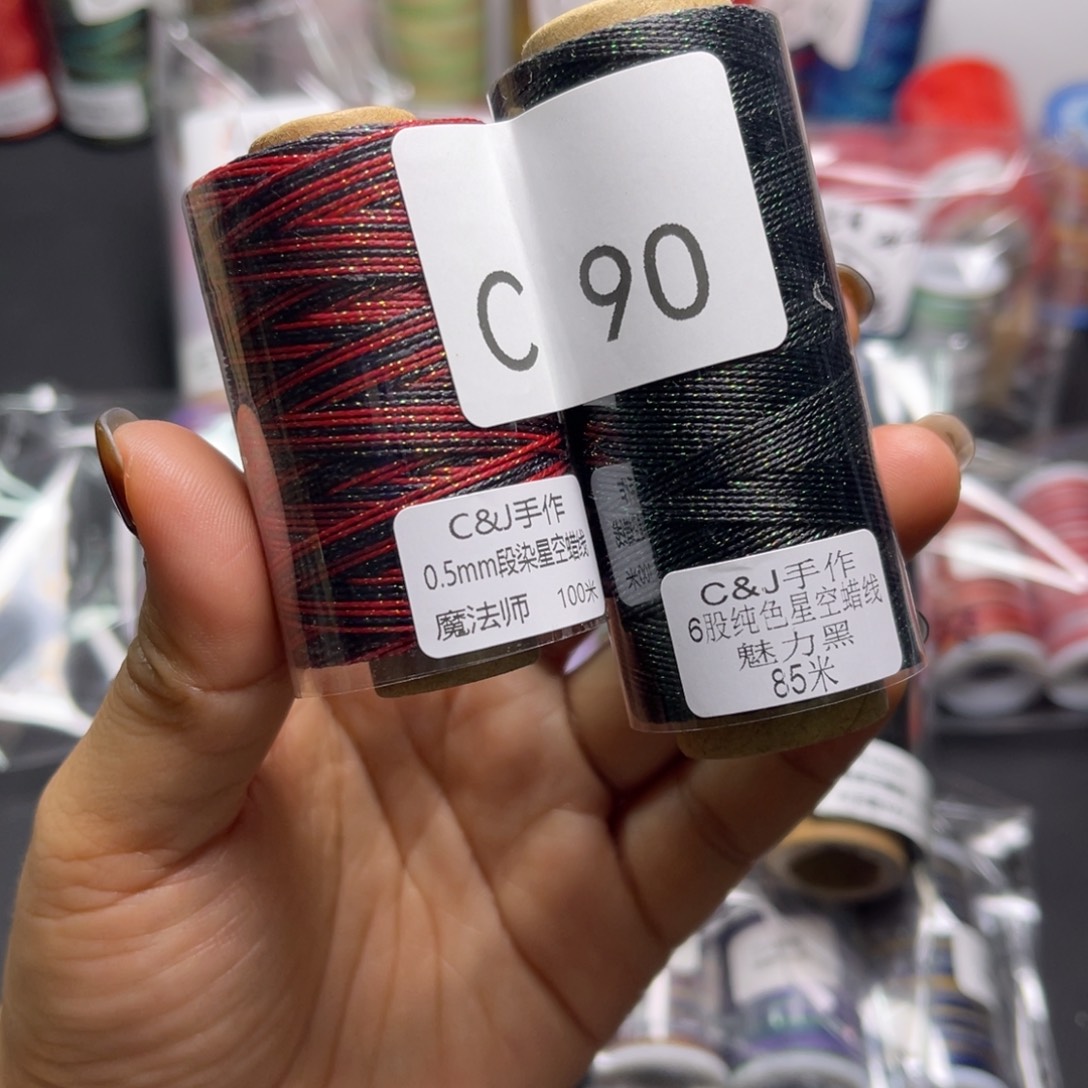 C 90
C&J手作
0.5mm段染星空蜡线
魔法师 100米
C&J手作
6股纯色星空蜡线
魅力黑
85米